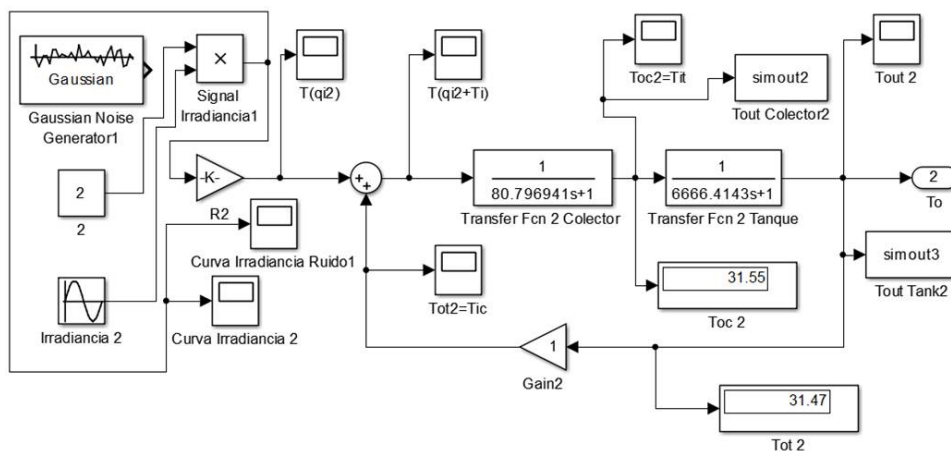 Gaussian
Gaussian Noise
Generator1
×
Signal
Irradiancia1
T(qi2)
T(qi2+Ti)
Toc2=Tit
simout2
Tout Colector2
Tout 2
2
2
-K-
+
+
1
80.796941s+1
Transfer Fcn 2 Colector
1
6666.4143s+1
Transfer Fcn 2 Tanque
2
To
R2
Curva Irradiancia Ruido1
Irradiancia 2
Curva Irradiancia 2
Tot2=Tic
31.55
Toc 2
simout3
Tout Tank2
1
Gain2
31.47
Tot 2